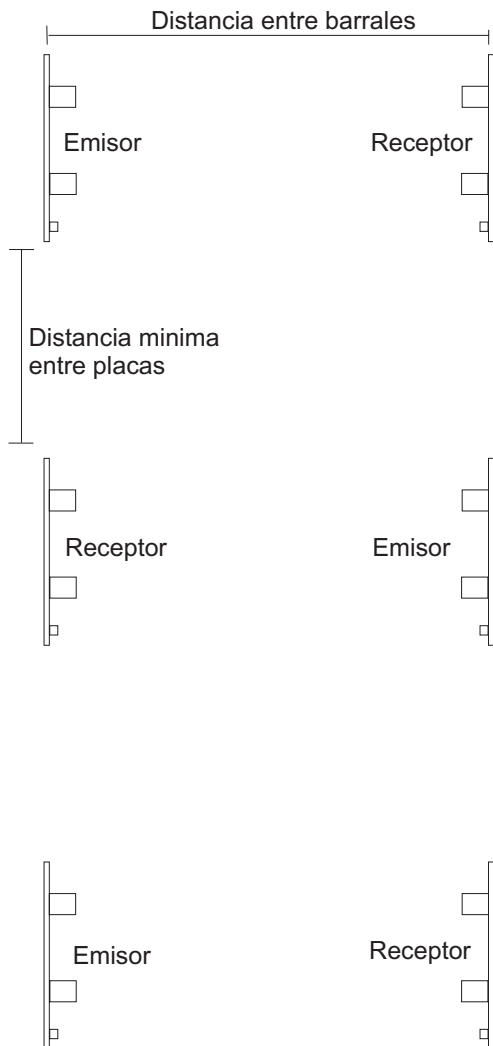 Distancia entre barrales
Emisor
Receptor
Distancia minima
entre placas
Receptor
Emisor
Emisor
Receptor